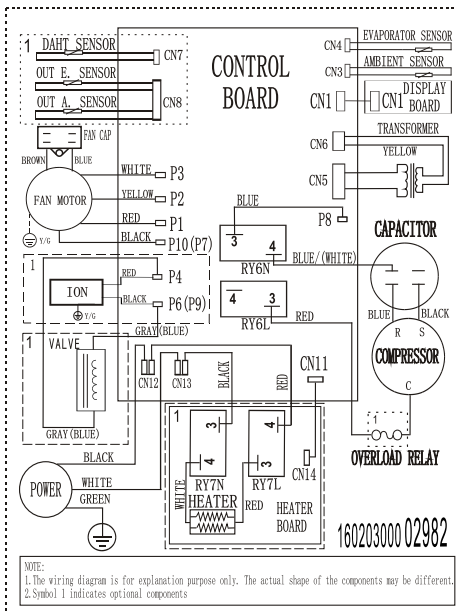 1 DAHT SENSOR
CN7
OUT E. SENSOR
CN8
OUT A. SENSOR
CONTROL
BOARD
CN4
EVAPORATOR SENSOR
CN3
AMBIENT SENSOR
CN1
CN1
DISPLAY
BOARD
TRANSFORMER
CN6
YELLOW
CN5
FAN CAP
BROWN
BLUE
FAN MOTOR
Y/G
WHITE
P3
YELLOW
P2
RED
P1
BLACK
P10(P7)
BLUE
P8
3
4
RY6N
BLUE/(WHITE)
4
3
RY6L
RED
CAPACITOR
BLUE
BLACK
R
S
COMPRESSOR
C
1
OVERLOAD RELAY
1
ION
RED
P4
BLACK
P6(P9)
Y/G
GRAY(BLUE)
1
VALVE
GRAY(BLUE)
CN12
CN13
BLACK
RED
CN11
1
3
4
RY7N
4
3
RY7L
CN14
WHITE
HEATER
RED
HEATER
BOARD
POWER
BLACK
WHITE
GREEN
160203000 02982
NOTE:
1.The wiring diagram is for explanation purpose only. The actual shape of the components may be different.
2.Symbol 1 indicates optional components